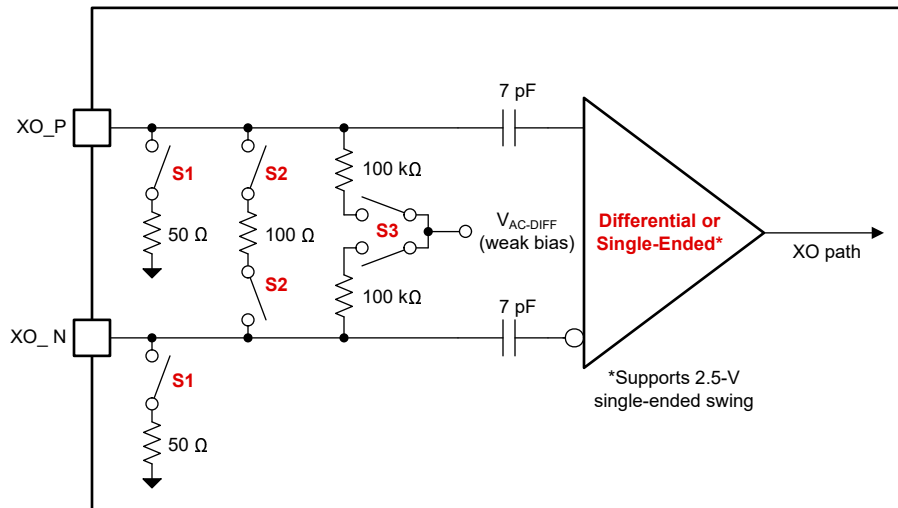 7 pF
XO_P
S1
S2
100 kΩ
50 Ω
100 Ω
S3
V_AC-DIFF
(weak bias)
Differential or
Single-Ended*
XO path
S2
100 kΩ
7 pF
XO_ N
S1
*Supports 2.5-V
single-ended swing
50 Ω